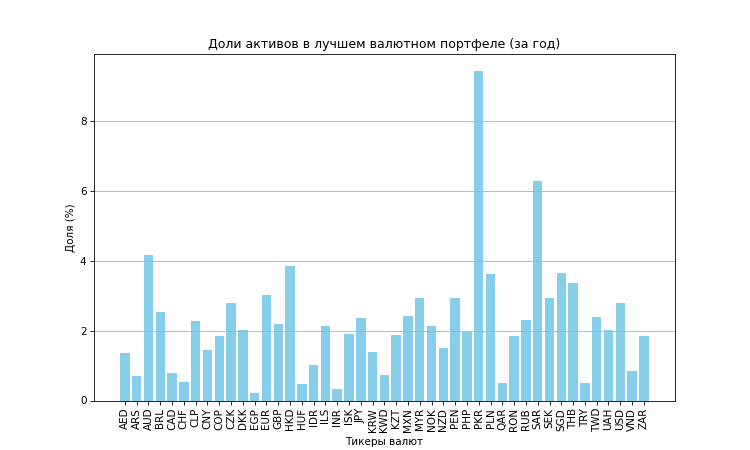 Доли активов в лучшем валютном портфеле (за год)
Доля (%)
8
6
4
2
0
AED ARS AUD BRL CAD CHF CLP CNY COP CZK DKK EGP EUR GBP HKD HUF IDR ILS INR ISK JPY KRW KWD KZT MXN MYR NOK NZD PEN PHP PKR PLN QAR RON RUB SAR SEK SGD THB TRY TWD UAH USD VND ZAR
Тикеры валют